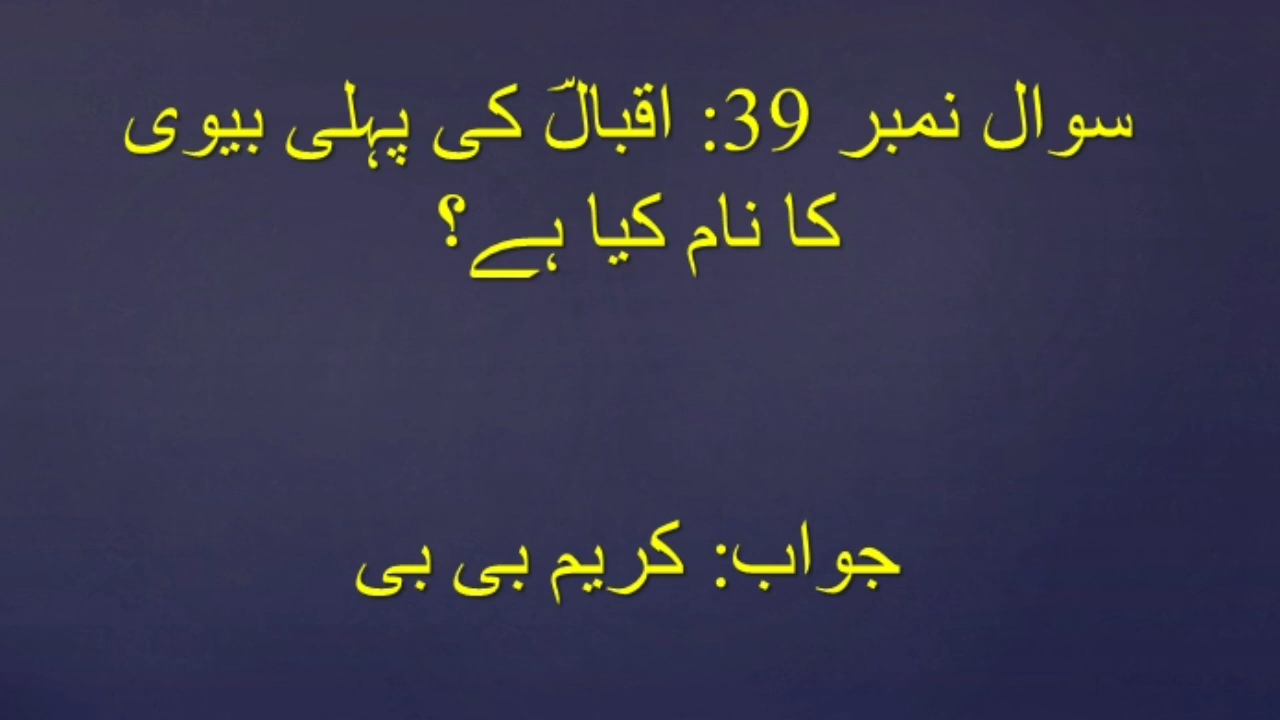 سوال نمبر 39: اقبالؔ کی پہلی بیوی
کا نام کیا ہے؟
جواب: کریم بی بی